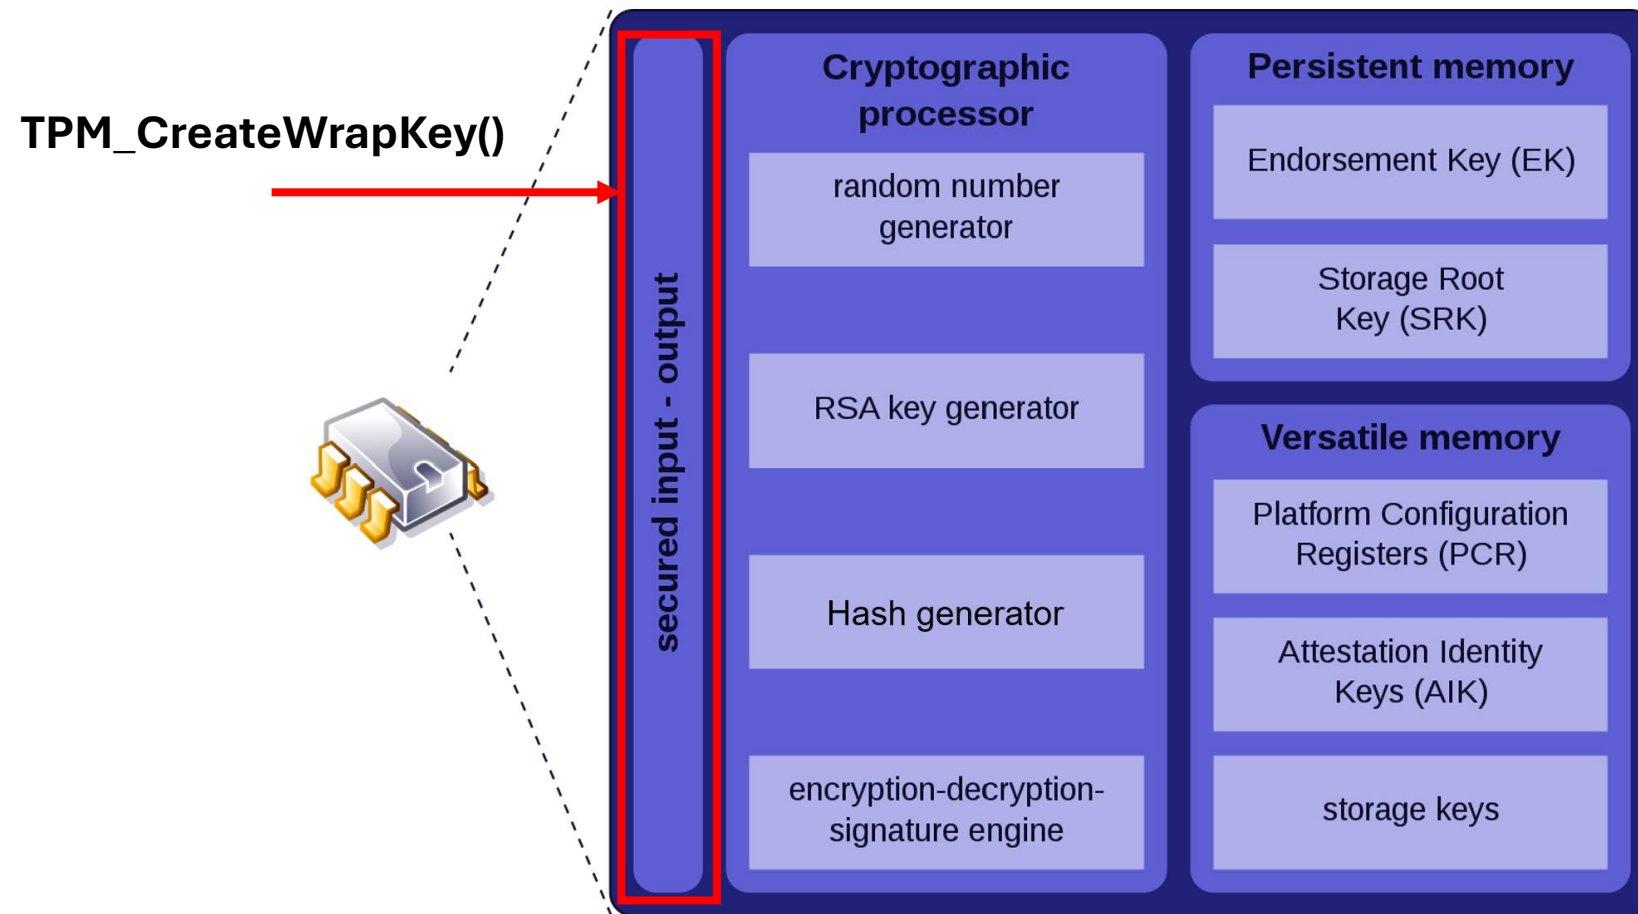 TPM_CreateWrapKey()
secured input - output
Cryptographic
processor
random number
generator
RSA key generator
Hash generator
encryption-decryption-
signature engine
Persistent memory
Endorsement Key (EK)
Storage Root
Key (SRK)
Versatile memory
Platform Configuration
Registers (PCR)
Attestation Identity
Keys (AIK)
storage keys